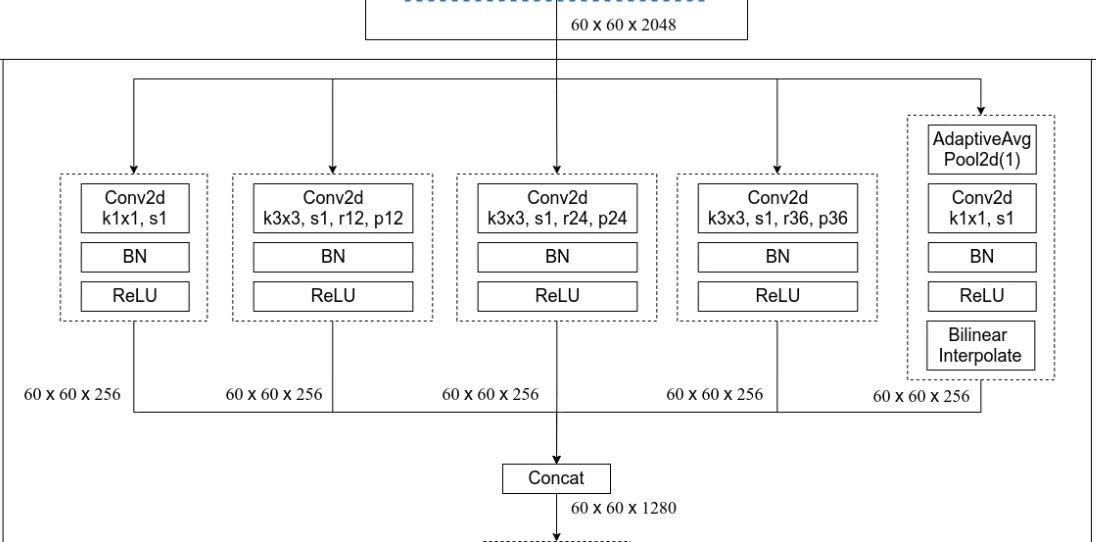 60 x 60 x 2048
Conv2d
k1x1, s1
BN
ReLU
Conv2d
k3x3, s1, r12, p12
BN
ReLU
Conv2d
k3x3, s1, r24, p24
BN
ReLU
Conv2d
k3x3, s1, r36, p36
BN
ReLU
AdaptiveAvg
Pool2d(1)
Conv2d
k1x1, s1
BN
ReLU
Bilinear
Interpolate
60 x 60 x 256
60 x 60 x 256
60 x 60 x 256
60 x 60 x 256
60 x 60 x 256
Concat
60 x 60 x 1280